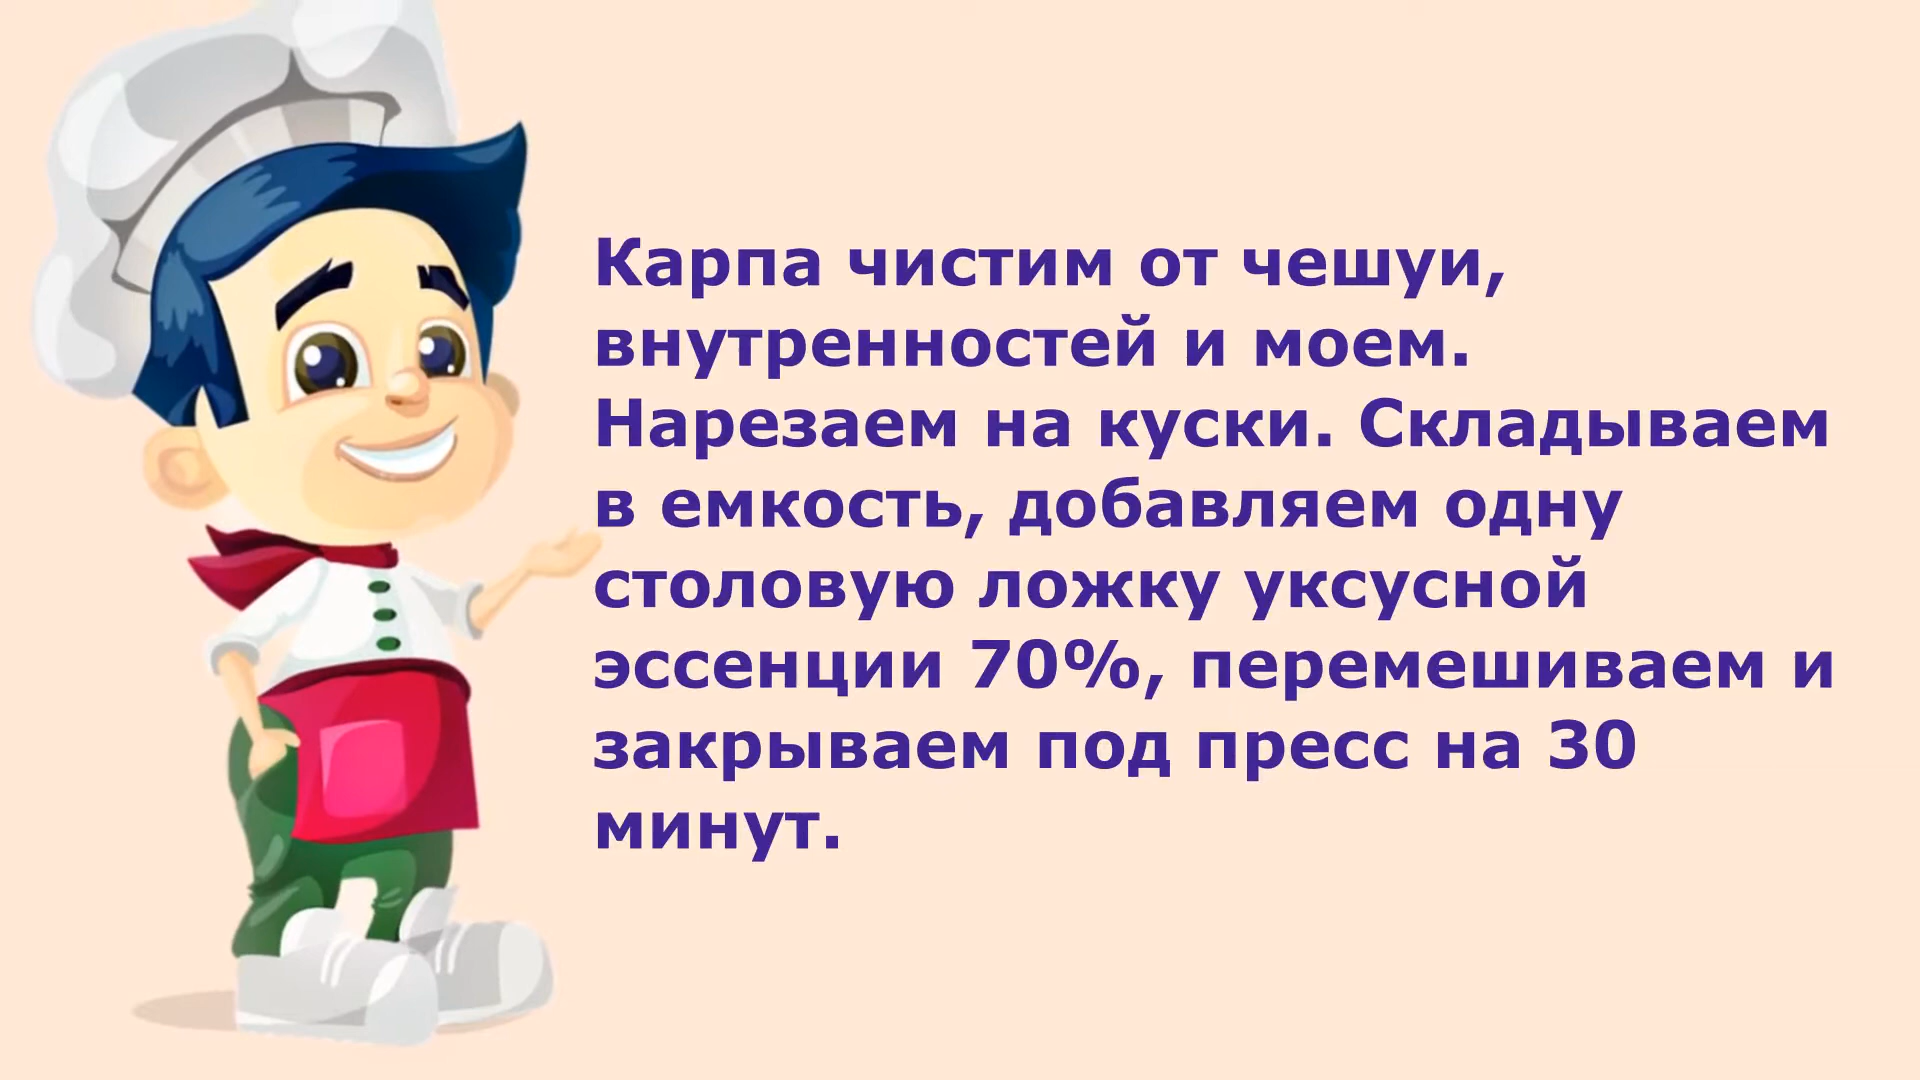 Карпа чистим от чешуи,
внутренностей и моем.
Нарезаем на куски. Складываем
в емкость, добавляем одну
столовую ложку уксусной
эссенции 70%, перемешиваем и
закрываем под пресс на 30
минут.